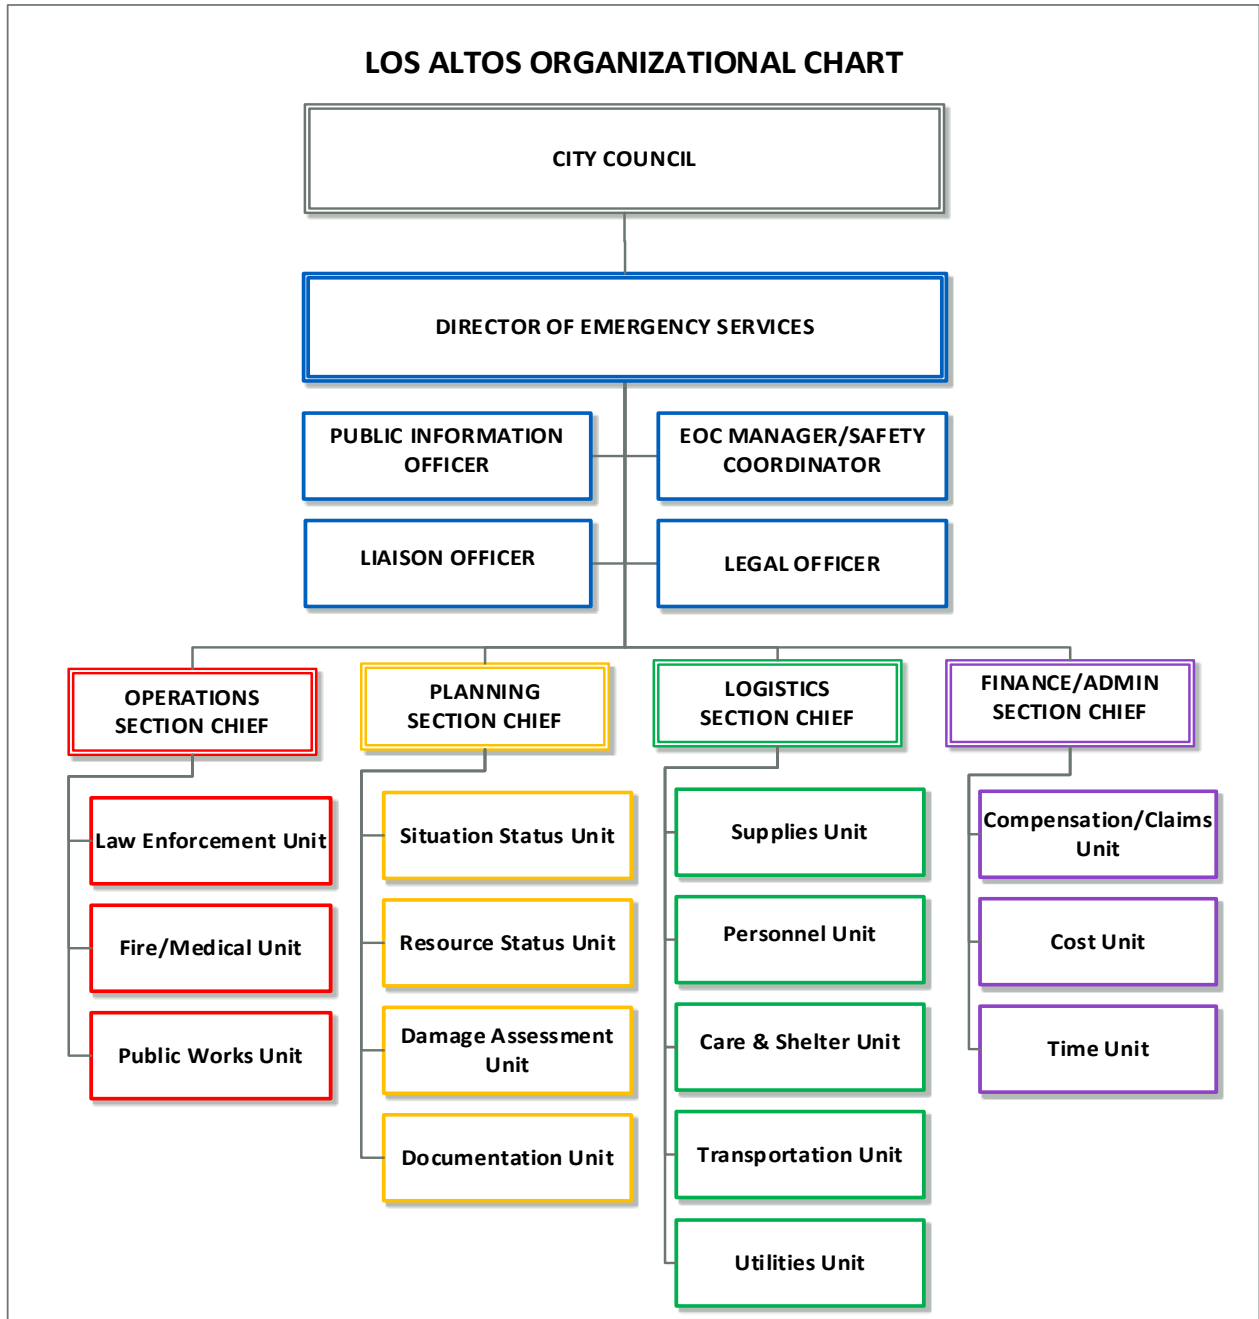 LOS ALTOS ORGANIZATIONAL CHART
CITY COUNCIL
DIRECTOR OF EMERGENCY SERVICES
PUBLIC INFORMATION
OFFICER
EOC MANAGER/SAFETY
COORDINATOR
LIAISON OFFICER
LEGAL OFFICER
OPERATIONS
SECTION CHIEF
Law Enforcement Unit
Fire/Medical Unit
Public Works Unit
PLANNING
SECTION CHIEF
Situation Status Unit
Resource Status Unit
Damage Assessment
Unit
Documentation Unit
LOGISTICS
SECTION CHIEF
Supplies Unit
Personnel Unit
Care & Shelter Unit
Transportation Unit
Utilities Unit
FINANCE/ADMIN
SECTION CHIEF
Compensation/Claims
Unit
Cost Unit
Time Unit